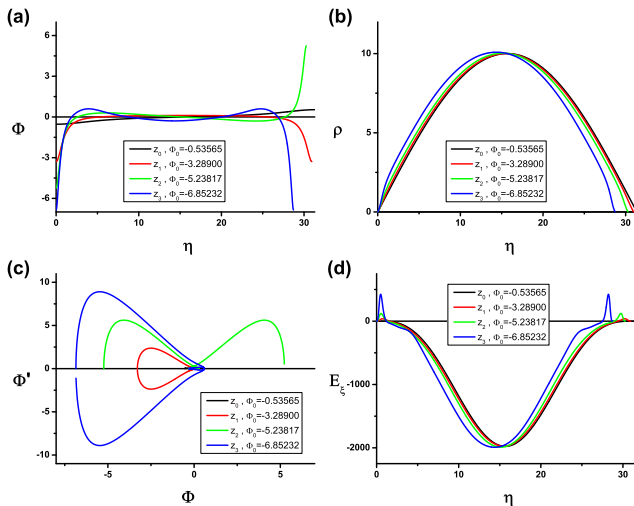 (a)
6
3
0
-3
-6
Φ
0
10
20
30
η
z0 , Φ0=-0.53565
z1 , Φ0=-3.28900
z2 , Φ0=-5.23817
z3 , Φ0=-6.85232
(b)
10
5
0
ρ
0
10
20
30
η
z0 , Φ0=-0.53565
z1 , Φ0=-3.28900
z2 , Φ0=-5.23817
z3 , Φ0=-6.85232
(c)
10
5
0
-5
-10
Φ'
-5
0
5
Φ
z0 , Φ0=-0.53565
z1 , Φ0=-3.28900
z2 , Φ0=-5.23817
z3 , Φ0=-6.85232
(d)
0
-1000
-2000
Eξ
0
10
20
30
η
z0 , Φ0=-0.53565
z1 , Φ0=-3.28900
z2 , Φ0=-5.23817
z3 , Φ0=-6.85232